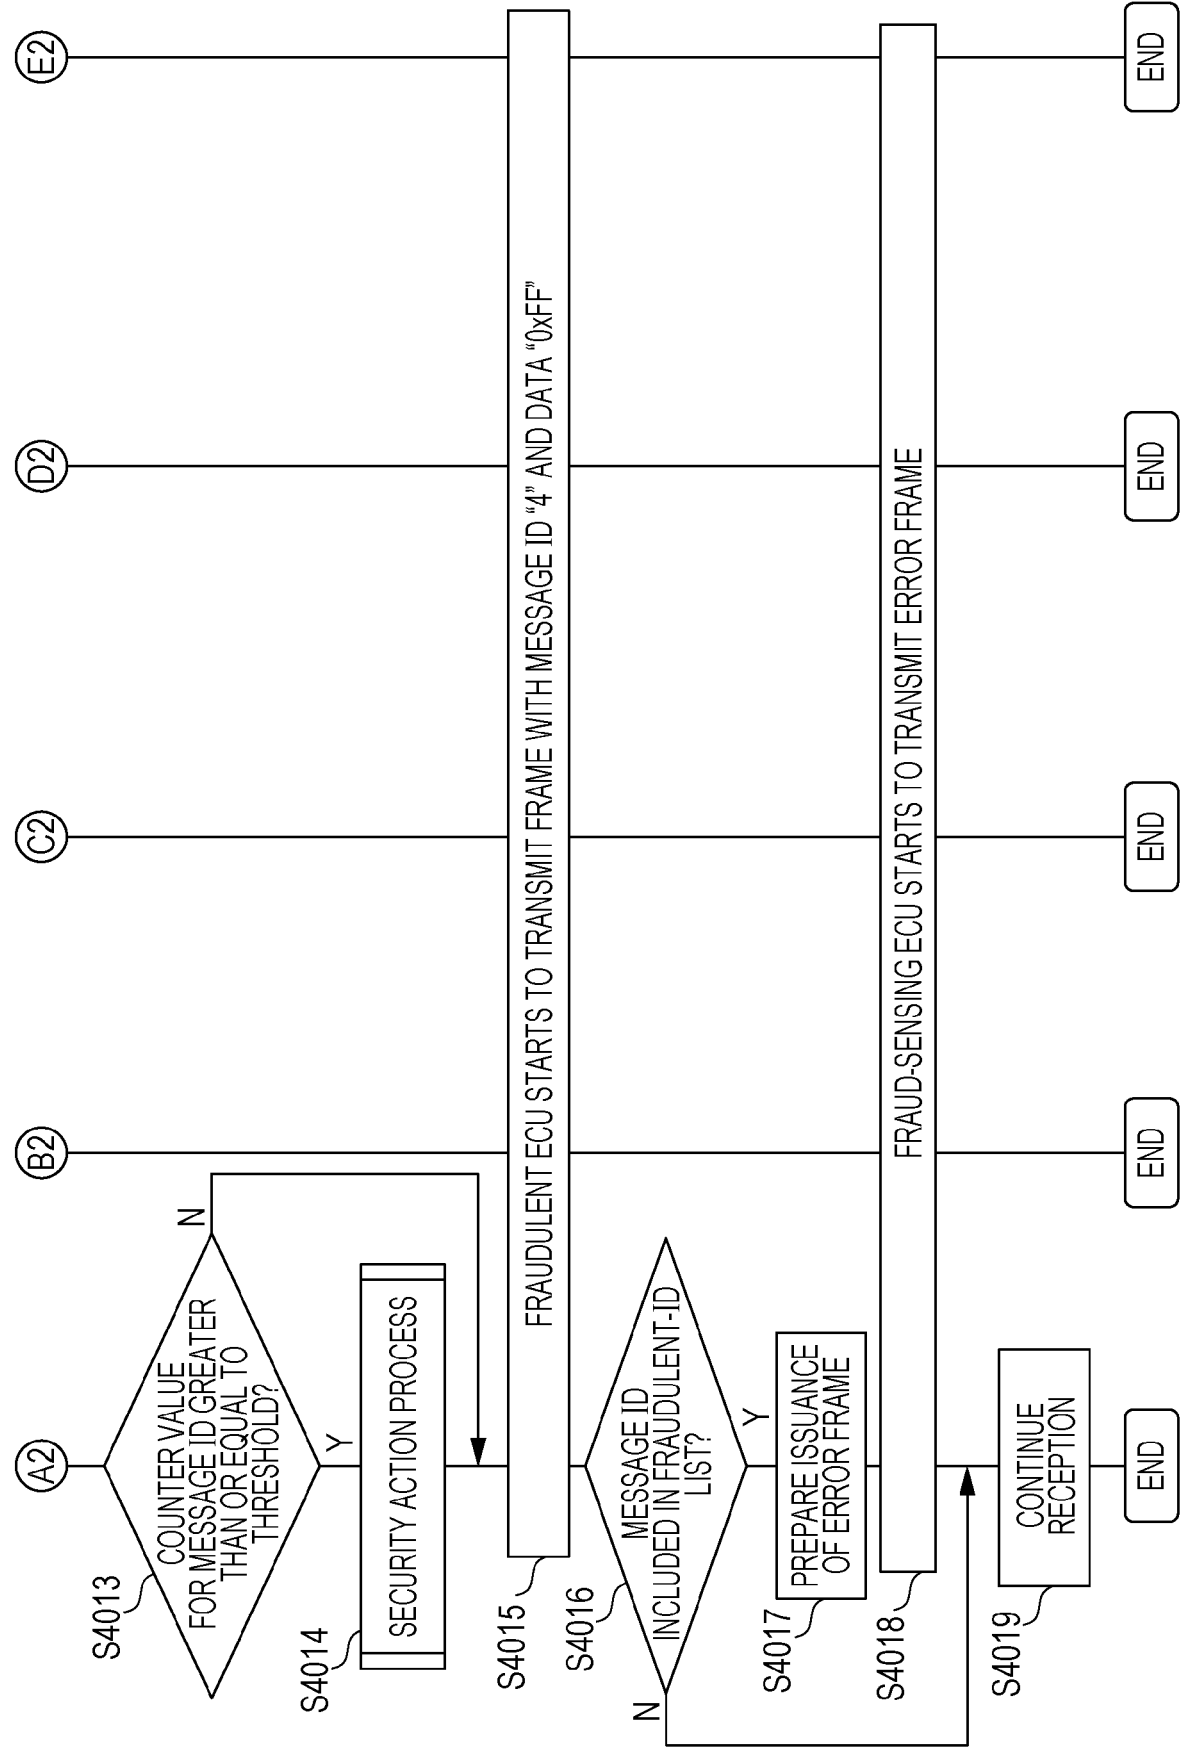 A2
B2
C2
D2
E2
S4013
COUNTER VALUE
FOR MESSAGE ID GREATER
THAN OR EQUAL TO
THRESHOLD?
N
Y
S4014
SECURITY ACTION PROCESS
S4015
FRAUDULENT ECU STARTS TO TRANSMIT FRAME WITH MESSAGE ID “4” AND DATA “0xFF”
S4016
MESSAGE ID
INCLUDED IN FRAUDULENT-ID
LIST?
N
Y
S4017
PREPARE ISSUANCE
OF ERROR FRAME
S4018
FRAUD-SENSING ECU STARTS TO TRANSMIT ERROR FRAME
S4019
CONTINUE
RECEPTION
END
END
END
END
END